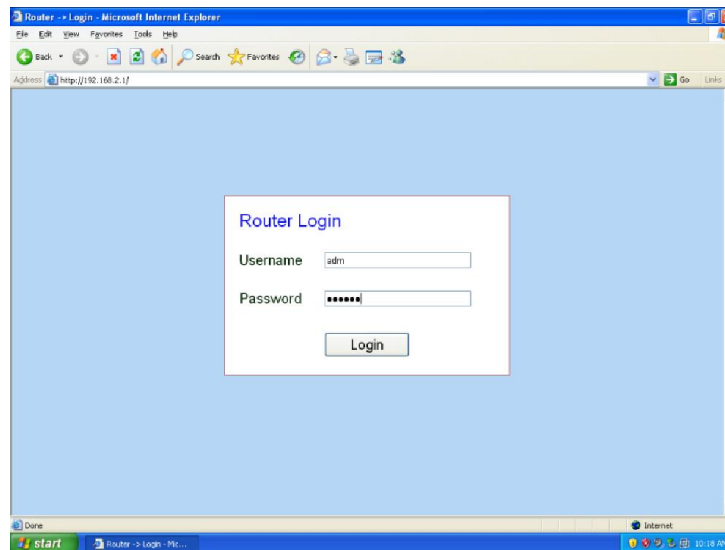 Router -> Login - Microsoft Internet Explorer
File Edit View Favorites Tools Help
Back Search Favorites
Address http://192.168.2.1/ Go Links
Router Login
Username adm
Password ••••••
Login
Done Internet
start Router -> Login - Mic... 10:18 AM